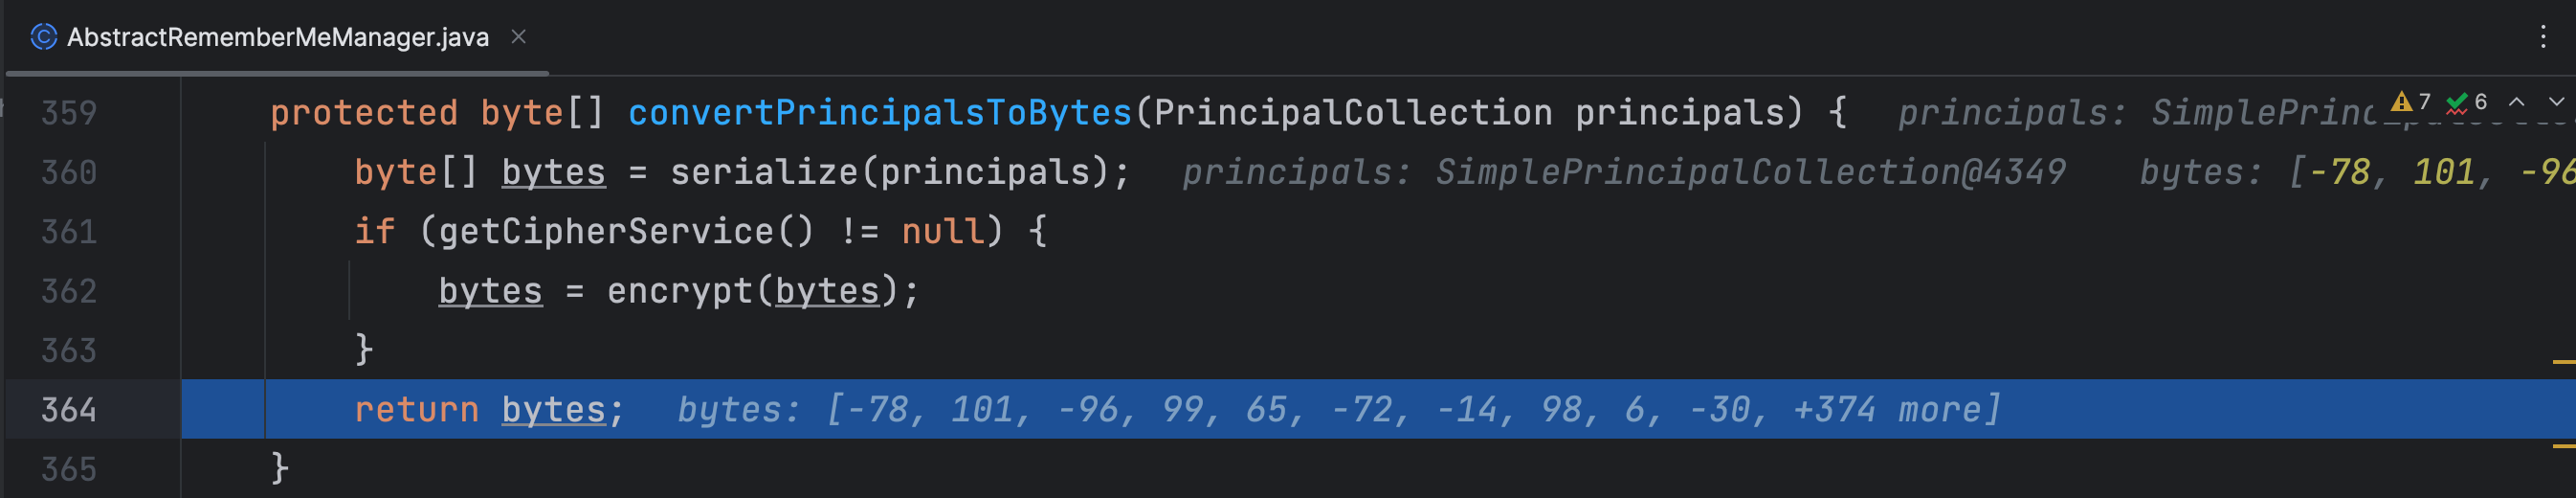 AbstractRememberMeManager.java
359 protected byte[] convertPrincipalsToBytes(PrincipalCollection principals) { principals: 7 6
360 byte[] bytes = serialize(principals); principals: SimplePrincipalCollection@4349 bytes: [-78, 101, -96
361 if (getCipherService() != null) {
362 bytes = encrypt(bytes);
363 }
364 return bytes; bytes: [-78, 101, -96, 99, 65, -72, -14, 98, 6, -30, +374 more]
365 }